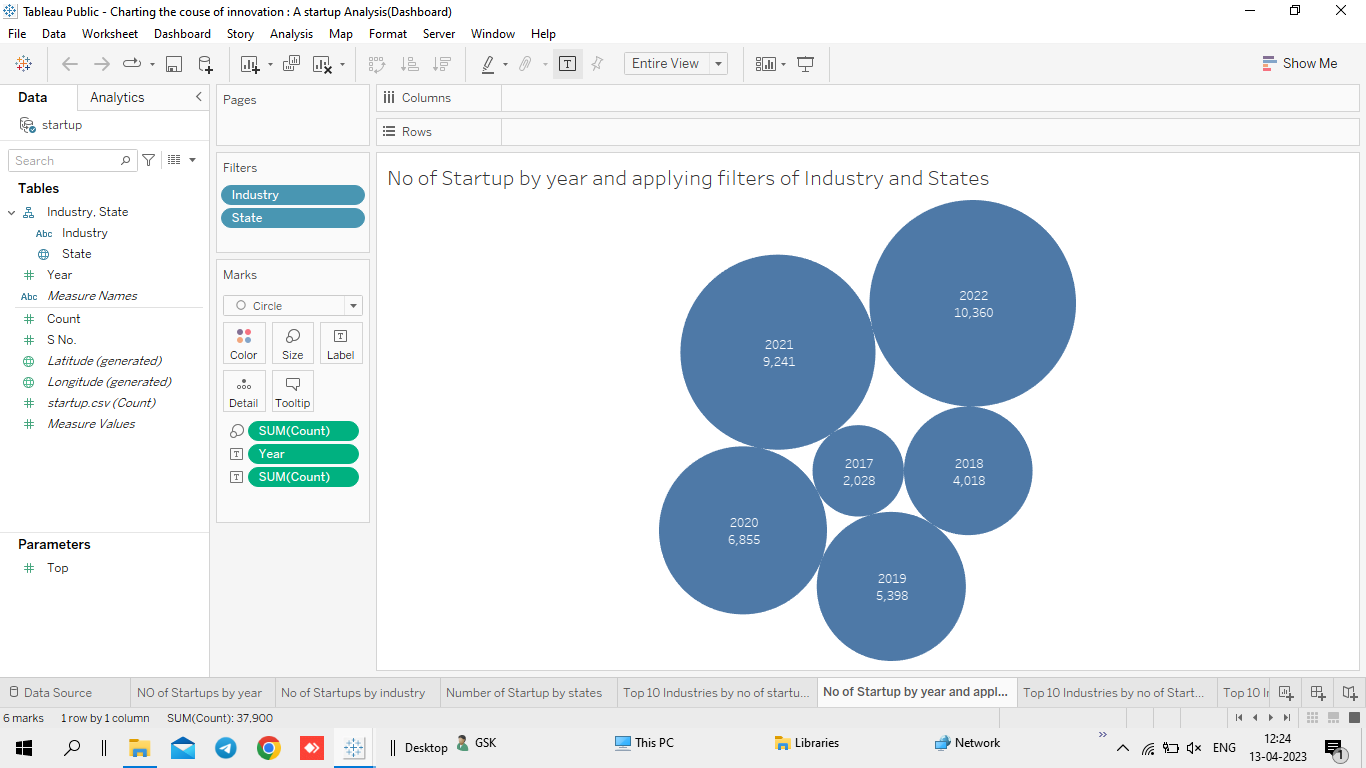 Tableau Public - Charting the couse of innovation : A startup Analysis(Dashboard)
File Data Worksheet Dashboard Story Analysis Map Format Server Window Help
Entire View
Show Me
Data
Analytics
startup
Search
Tables
Industry, State
Abc Industry
State
Year
Abc Measure Names
Count
S No.
Latitude (generated)
Longitude (generated)
startup.csv (Count)
Measure Values
Parameters
Top
Pages
Filters
Industry
State
Marks
Circle
Color
Size
Label
Detail
Tooltip
SUM(Count)
Year
SUM(Count)
Columns
Rows
No of Startup by year and applying filters of Industry and States
2022
10,360
2021
9,241
2017
2,028
2018
4,018
2020
6,855
2019
5,398
Data Source
NO of Startups by year
No of Startups by industry
Number of Startup by states
Top 10 Industries by no of startu...
No of Startup by year and appl...
Top 10 Industries by no of Start...
Top 10
6 marks
1 row by 1 column
SUM(Count): 37,900
Desktop
GSK
This PC
Libraries
Network
ENG
12:24
13-04-2023
1